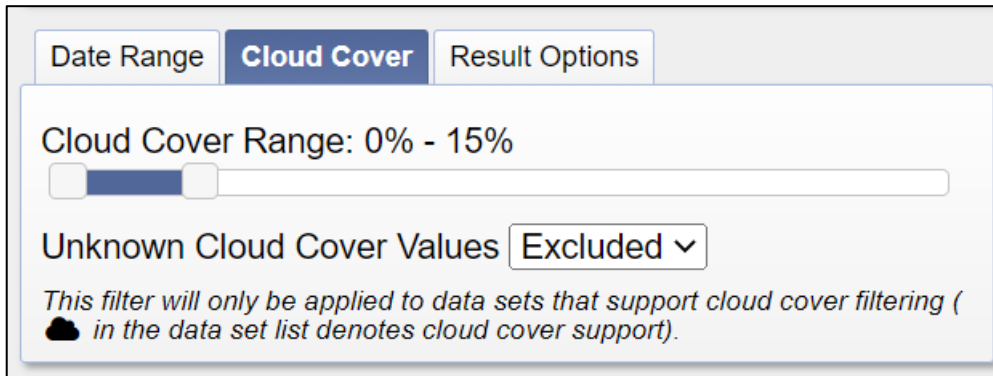 Date Range Cloud Cover Result Options
Cloud Cover Range: 0% - 15%
Unknown Cloud Cover Values Excluded
This filter will only be applied to data sets that support cloud cover filtering (
in the data set list denotes cloud cover support).